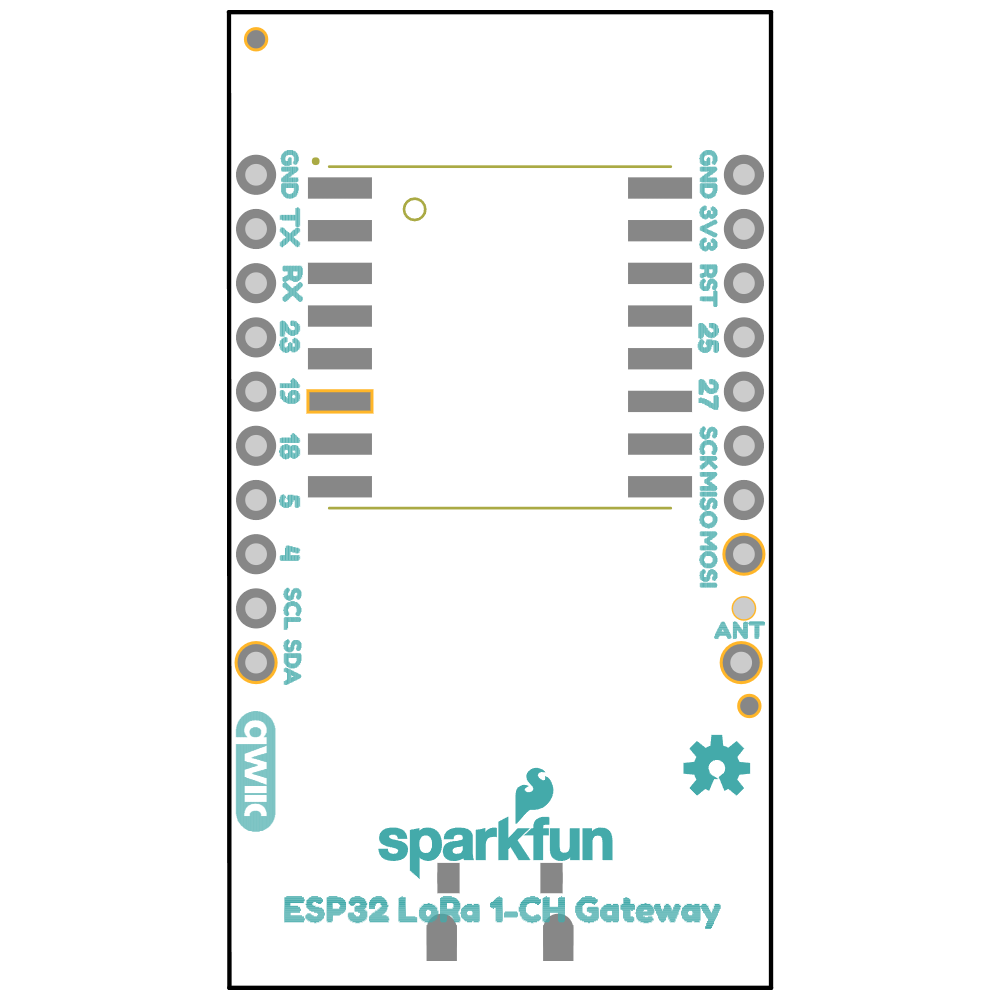 GND
TX
RX
23
19
18
5
4
SCL
SDA
GND
3V3
RST
25
27
SCK
MISO
MOSI
ANT
qwiic
sparkfun
ESP32 LoRa 1-CH Gateway